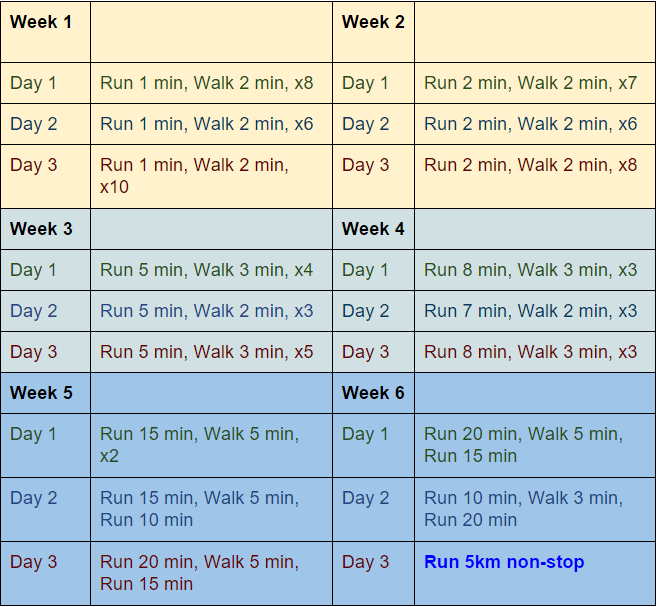 Week 1 Week 2
Day 1 Run 1 min, Walk 2 min, x8 Day 1 Run 2 min, Walk 2 min, x7
Day 2 Run 1 min, Walk 2 min, x6 Day 2 Run 2 min, Walk 2 min, x6
Day 3 Run 1 min, Walk 2 min, Day 3 Run 2 min, Walk 2 min, x8
x10
Week 3 Week 4
Day 1 Run 5 min, Walk 3 min, x4 Day 1 Run 8 min, Walk 3 min, x3
Day 2 Run 5 min, Walk 2 min, x3 Day 2 Run 7 min, Walk 2 min, x3
Day 3 Run 5 min, Walk 3 min, x5 Day 3 Run 8 min, Walk 3 min, x3
Week 5 Week 6
Day 1 Run 15 min, Walk 5 min, Day 1 Run 20 min, Walk 5 min,
x2 Run 15 min
Day 2 Run 15 min, Walk 5 min, Day 2 Run 10 min, Walk 3 min,
Run 10 min Run 20 min
Day 3 Run 20 min, Walk 5 min, Day 3 Run 5km non-stop
Run 15 min